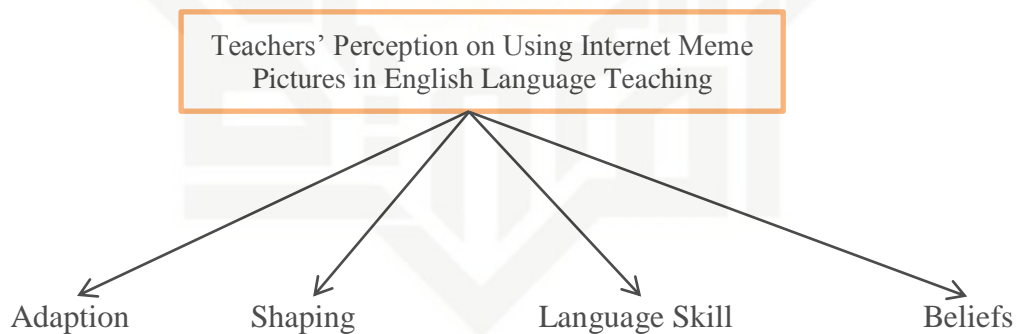 Teachers’ Perception on Using Internet Meme
Pictures in English Language Teaching
Adaption Shaping Language Skill Beliefs